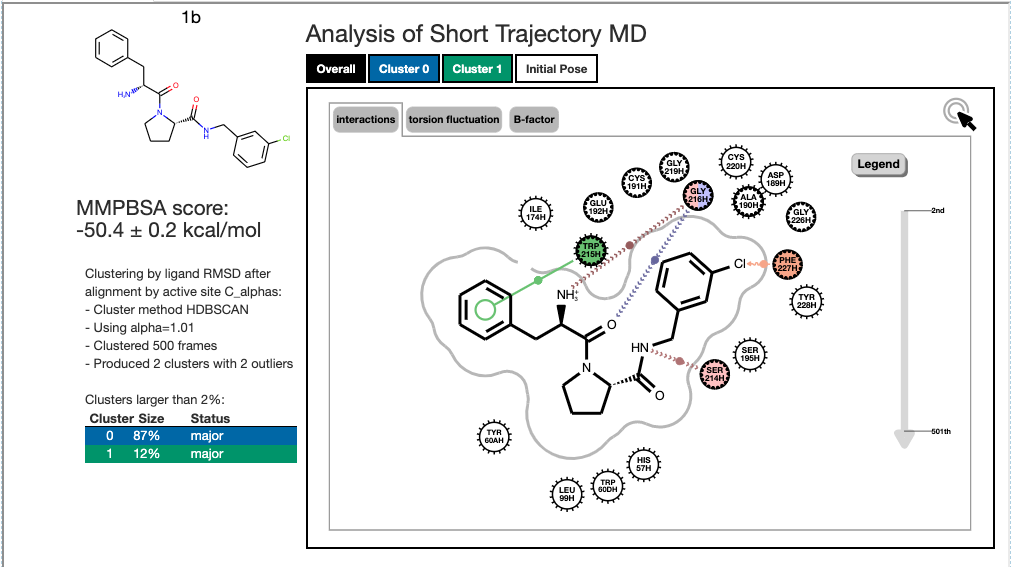 1b
H₂N
O
N
O
N
H
Cl
MMPBSA score:
-50.4 ± 0.2 kcal/mol
Clustering by ligand RMSD after
alignment by active site C_alphas:
- Cluster method HDBSCAN
- Using alpha=1.01
- Clustered 500 frames
- Produced 2 clusters with 2 outliers
Clusters larger than 2%:
Cluster Size Status
0 87% major
1 12% major
Analysis of Short Trajectory MD
Overall Cluster 0 Cluster 1 Initial Pose
interactions torsion fluctuation B-factor
Legend
CYS
220H
GLY
219H
ASP
189H
CYS
191H
GLY
216H
ALA
190H
GLU
192H
ILE
174H
GLY
226H
TRP
215H
PHE
227H
Cl
NH₃⁺
TYR
228H
O
HN
SER
195H
N
SER
214H
O
TYR
60AH
HIS
57H
TRP
60DH
LEU
99H
2nd
501th